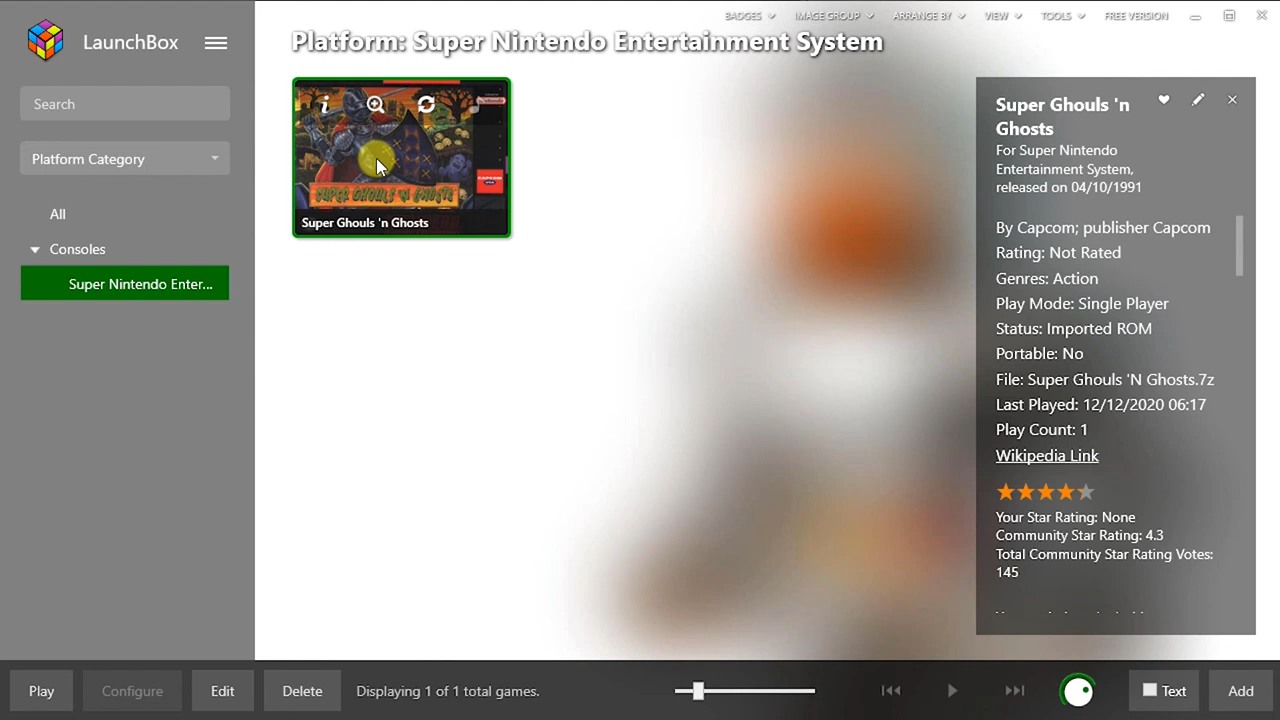 BADGES
IMAGE GROUP
ARRANGE BY
VIEW
TOOLS
FREE VERSION
LaunchBox
Platform: Super Nintendo Entertainment System
Search
Platform Category
All
Consoles
Super Nintendo Enter...
SUPER GHOULS 'N GHOSTS
CAPCOM
Super Ghouls 'n Ghosts
Super Ghouls 'n
Ghosts
For Super Nintendo
Entertainment System,
released on 04/10/1991
By Capcom; publisher Capcom
Rating: Not Rated
Genres: Action
Play Mode: Single Player
Status: Imported ROM
Portable: No
File: Super Ghouls 'N Ghosts.7z
Last Played: 12/12/2020 06:17
Play Count: 1
Wikipedia Link
Your Star Rating: None
Community Star Rating: 4.3
Total Community Star Rating Votes:
145
Play
Configure
Edit
Delete
Displaying 1 of 1 total games.
Text
Add